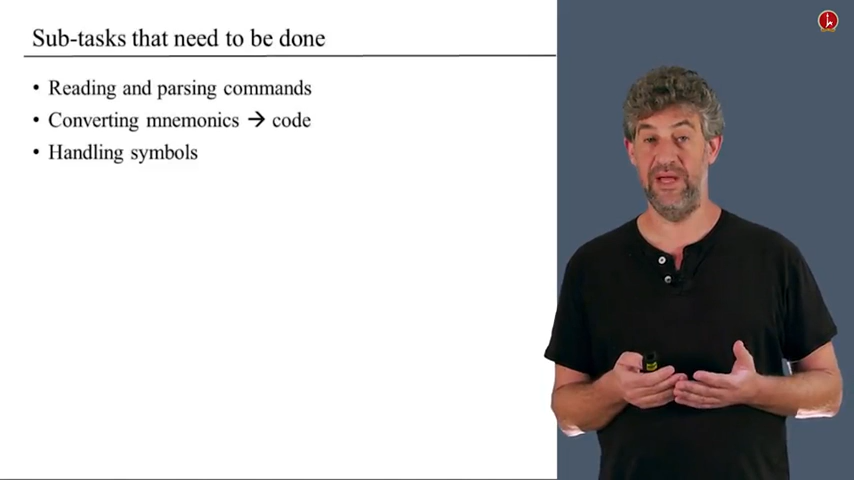 Sub-tasks that need to be done
• Reading and parsing commands
• Converting mnemonics → code
• Handling symbols